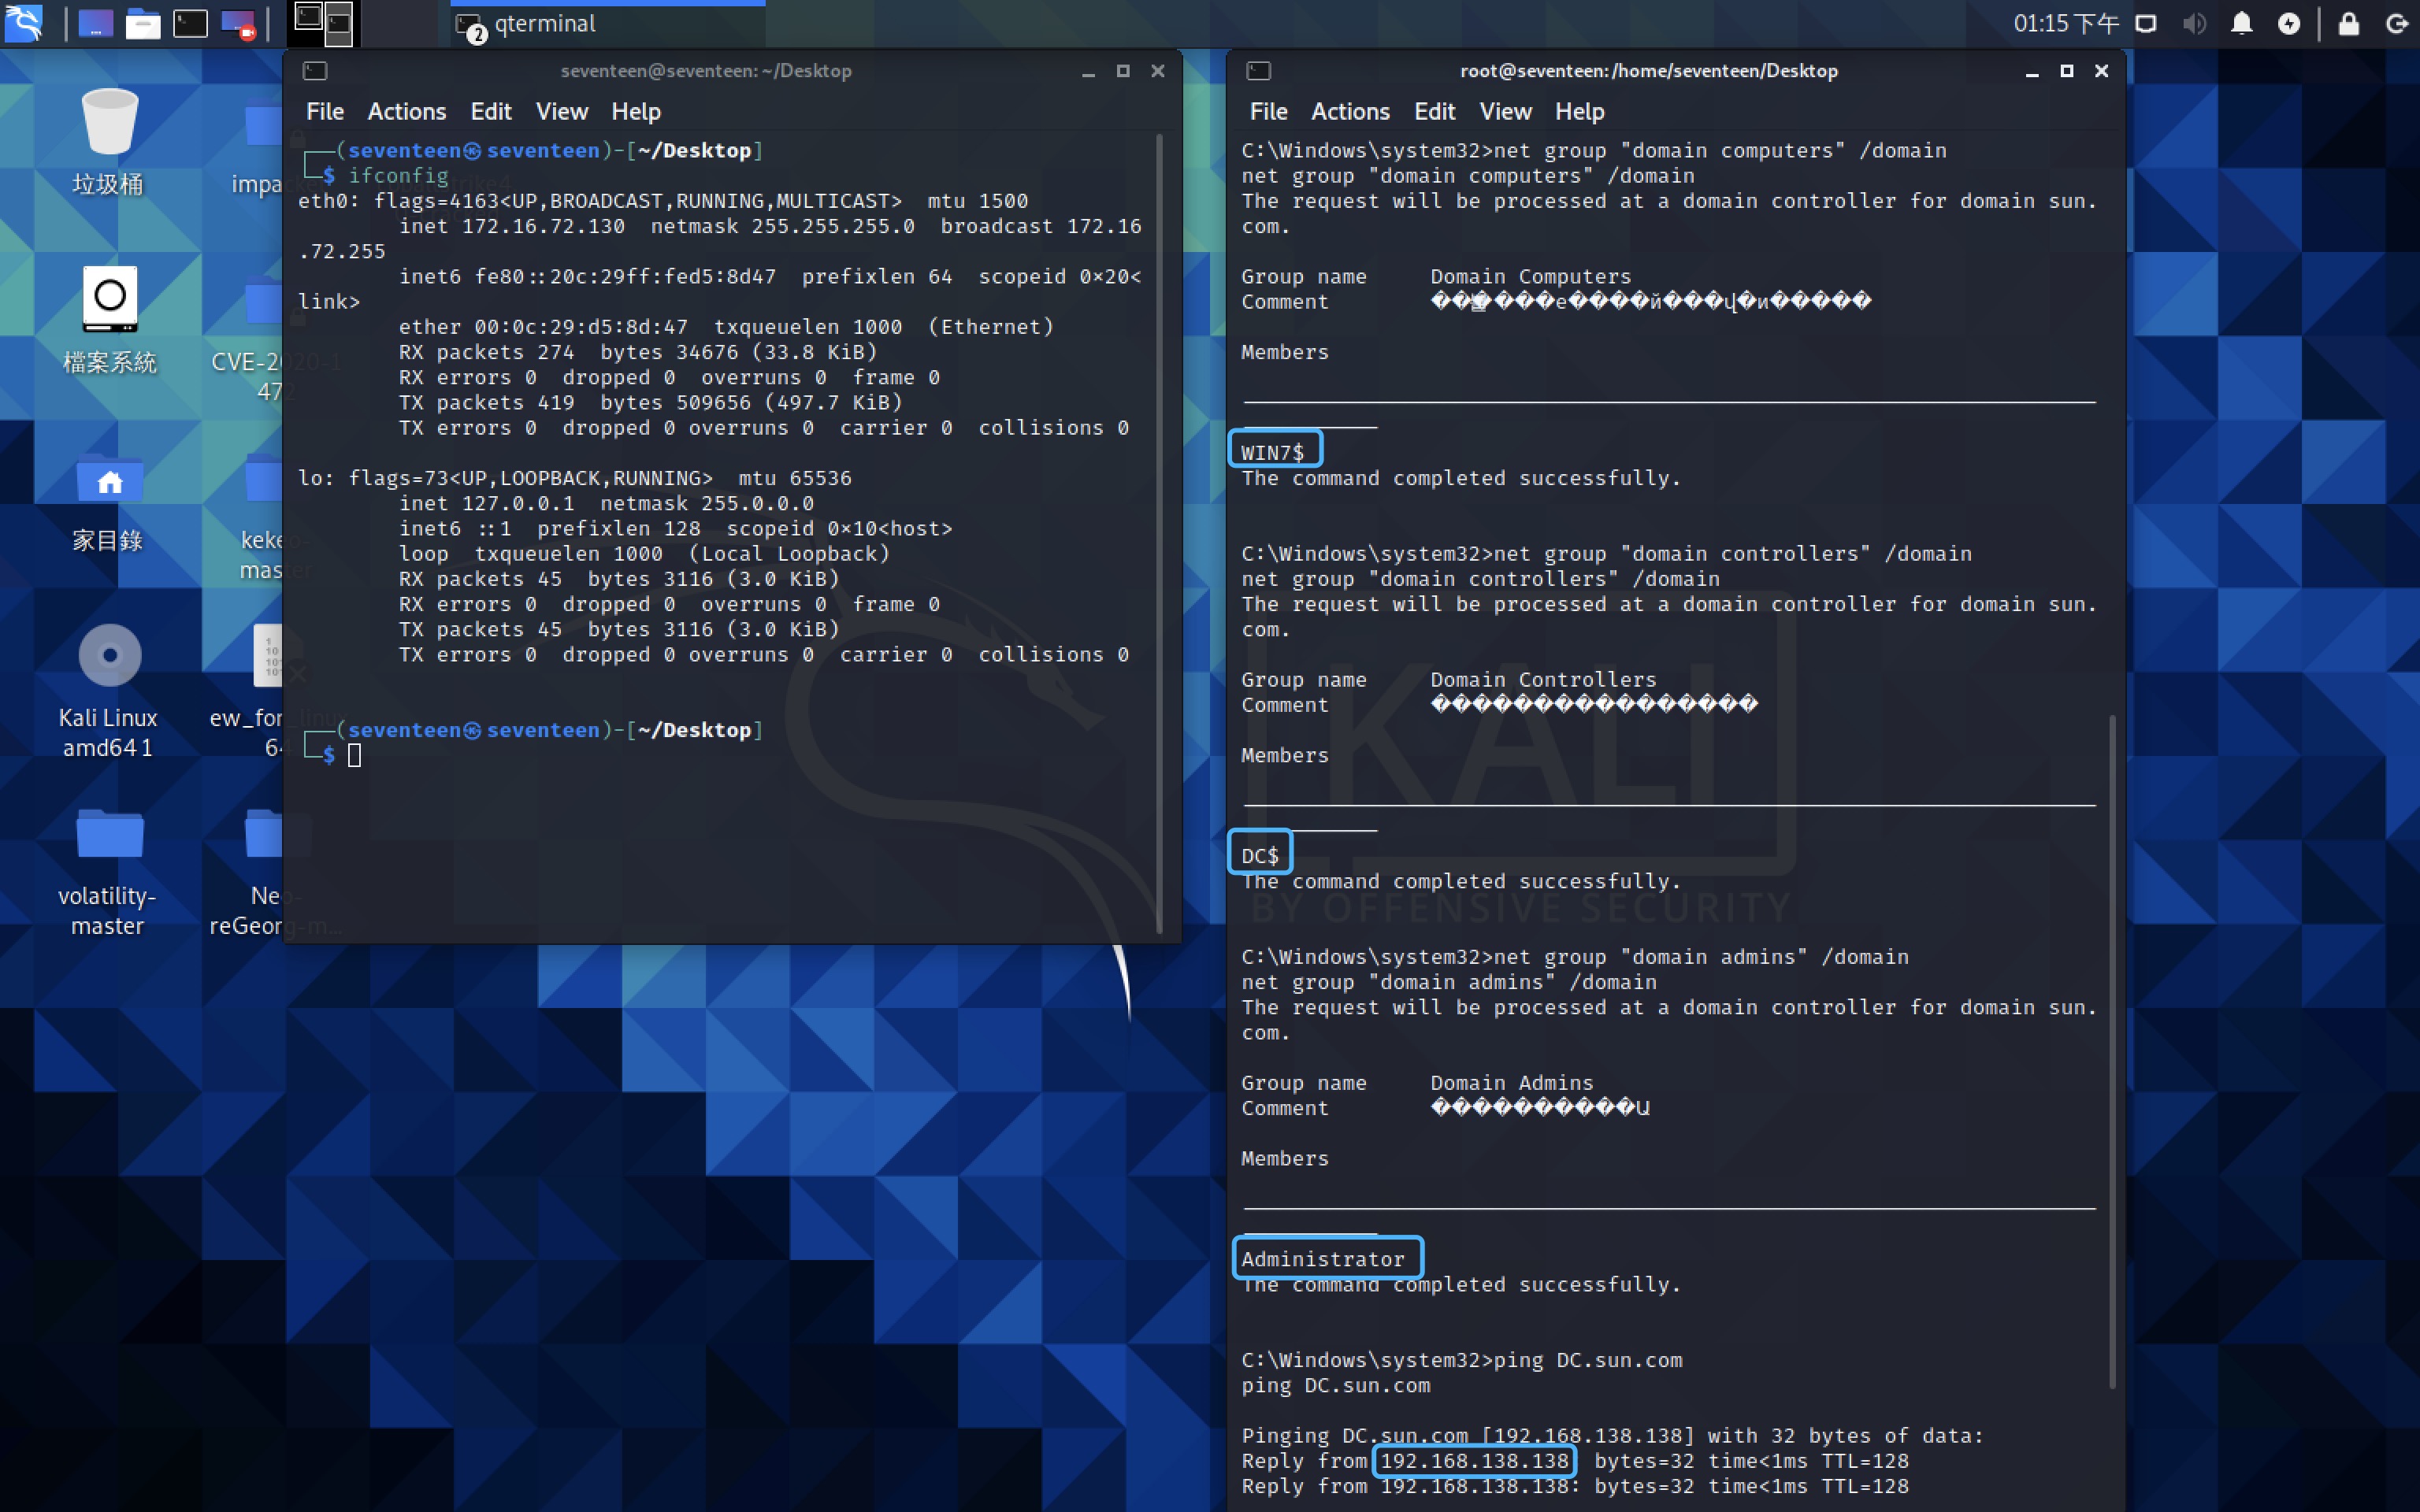 qterminal
2
01:15 下午
垃圾桶
impac
檔案系統
CVE-2020-1
472
家目錄
keke
mas
Kali Linux
amd64 1
ew_for_linux
64
volatility-
master
Neo-
reGeorg-m...
seventeen@seventeen: ~/Desktop
File Actions Edit View Help
(seventeen㉿seventeen)-[~/Desktop]
$ ifconfig
eth0: flags=4163<UP,BROADCAST,RUNNING,MULTICAST>  mtu 1500
inet 172.16.72.130  netmask 255.255.255.0  broadcast 172.16
.72.255
inet6 fe80::20c:29ff:fed5:8d47  prefixlen 64  scopeid 0×20<
link>
ether 00:0c:29:d5:8d:47  txqueuelen 1000  (Ethernet)
RX packets 274  bytes 34676 (33.8 KiB)
RX errors 0  dropped 0  overruns 0  frame 0
TX packets 419  bytes 509656 (497.7 KiB)
TX errors 0  dropped 0 overruns 0  carrier 0  collisions 0
lo: flags=73<UP,LOOPBACK,RUNNING>  mtu 65536
inet 127.0.0.1  netmask 255.0.0.0
inet6 ::1  prefixlen 128  scopeid 0×10<host>
loop  txqueuelen 1000  (Local Loopback)
RX packets 45  bytes 3116 (3.0 KiB)
RX errors 0  dropped 0  overruns 0  frame 0
TX packets 45  bytes 3116 (3.0 KiB)
TX errors 0  dropped 0 overruns 0  carrier 0  collisions 0
(seventeen㉿seventeen)-[~/Desktop]
$
root@seventeen: /home/seventeen/Desktop
File Actions Edit View Help
C:\Windows\system32>net group "domain computers" /domain
net group "domain computers" /domain
The request will be processed at a domain controller for domain sun.
com.
Group name     Domain Computers
Comment
Members
WIN7$
The command completed successfully.
C:\Windows\system32>net group "domain controllers" /domain
net group "domain controllers" /domain
The request will be processed at a domain controller for domain sun.
com.
Group name     Domain Controllers
Comment        �������������������
Members
DC$
The command completed successfully.
C:\Windows\system32>net group "domain admins" /domain
net group "domain admins" /domain
The request will be processed at a domain controller for domain sun.
com.
Group name     Domain Admins
Comment
Members
Administrator
The command completed successfully.
C:\Windows\system32>ping DC.sun.com
ping DC.sun.com
Pinging DC.sun.com [192.168.138.138] with 32 bytes of data:
Reply from 192.168.138.138: bytes=32 time<1ms TTL=128
Reply from 192.168.138.138: bytes=32 time<1ms TTL=128
KALI
BY OFFENSIVE SECURITY